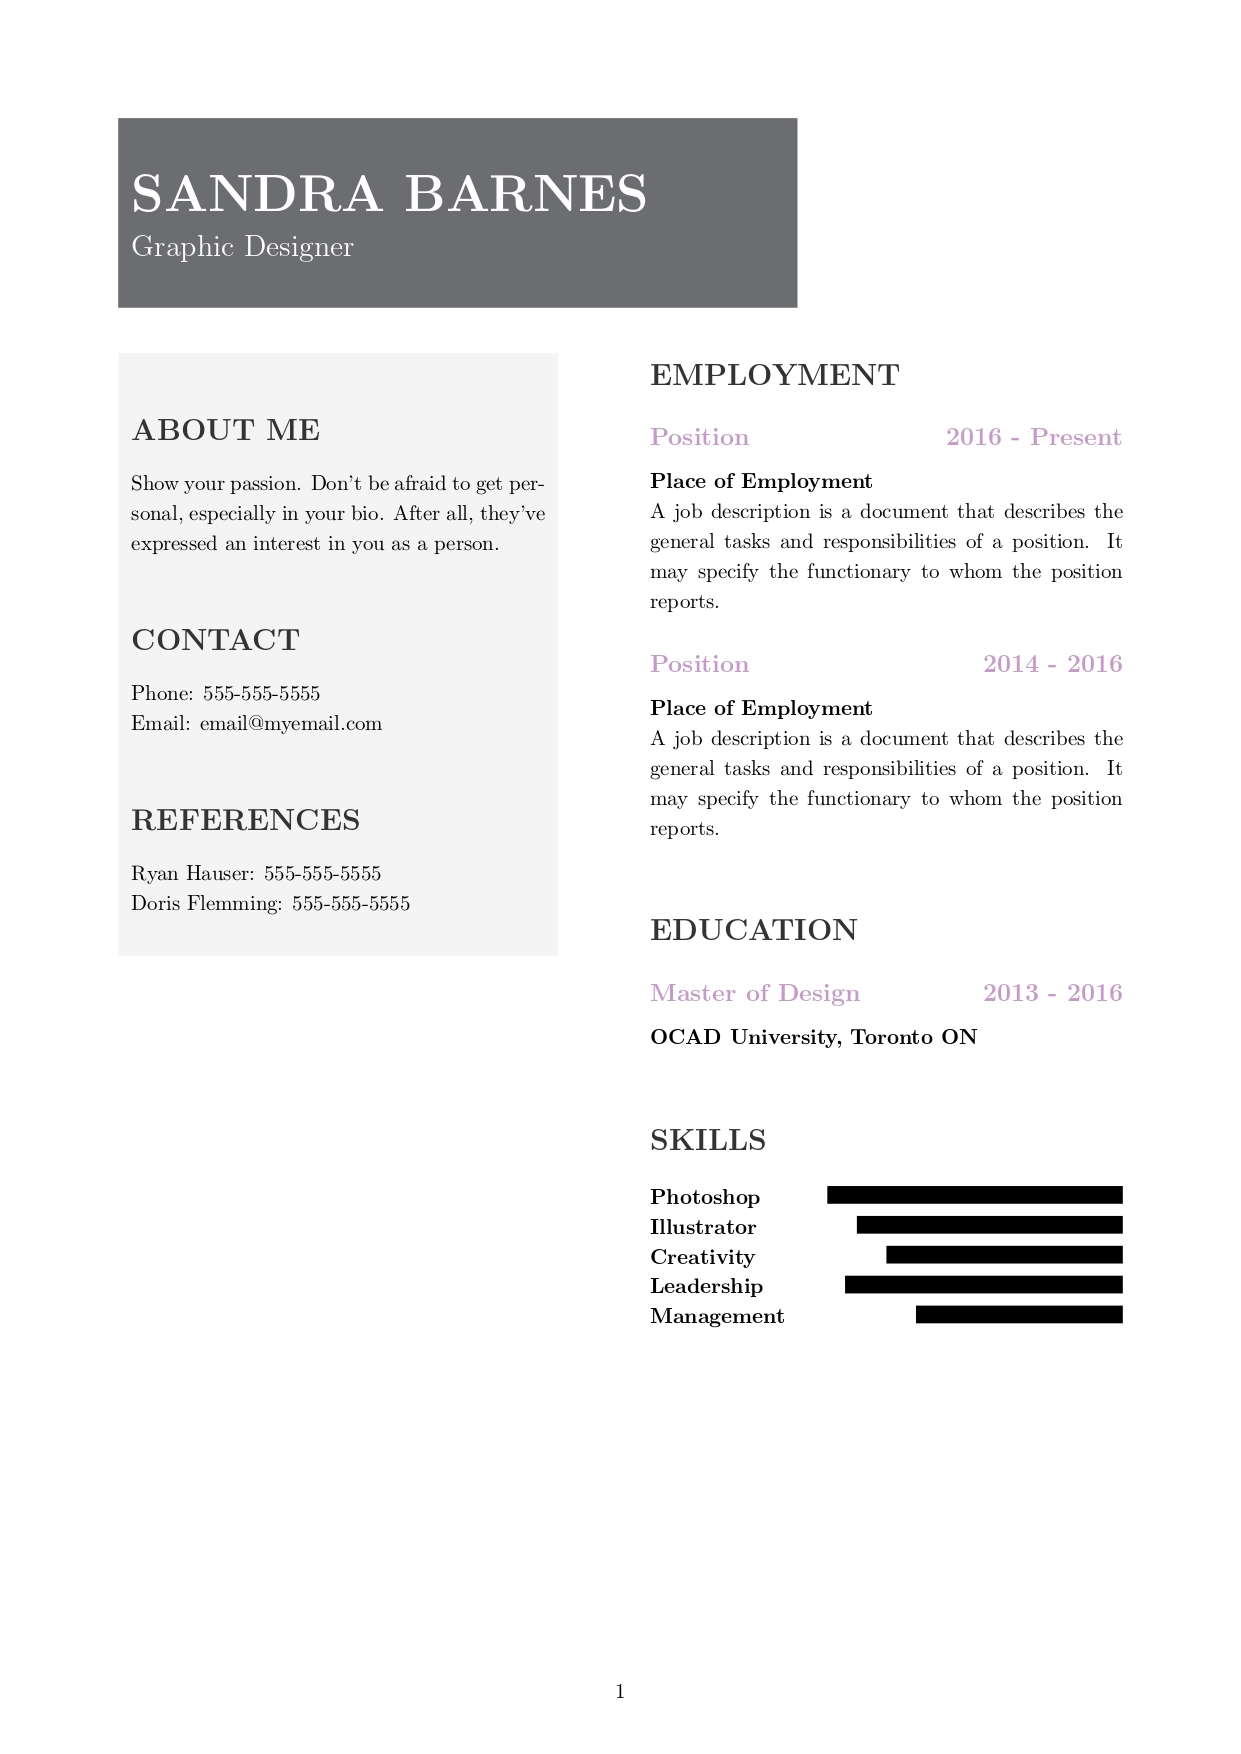 SANDRA BARNES
Graphic Designer
ABOUT ME
Show your passion. Don't be afraid to get per-
sonal, especially in your bio. After all, they've
expressed an interest in you as a person.
CONTACT
Phone: 555-555-5555
Email: email@myemail.com
REFERENCES
Ryan Hauser: 555-555-5555
Doris Flemming: 555-555-5555
EMPLOYMENT
Position 2016 - Present
Place of Employment
A job description is a document that describes the
general tasks and responsibilities of a position. It
may specify the functionary to whom the position
reports.
Position 2014 - 2016
Place of Employment
A job description is a document that describes the
general tasks and responsibilities of a position. It
may specify the functionary to whom the position
reports.
EDUCATION
Master of Design 2013 - 2016
OCAD University, Toronto ON
SKILLS
Photoshop
Illustrator
Creativity
Leadership
Management
1